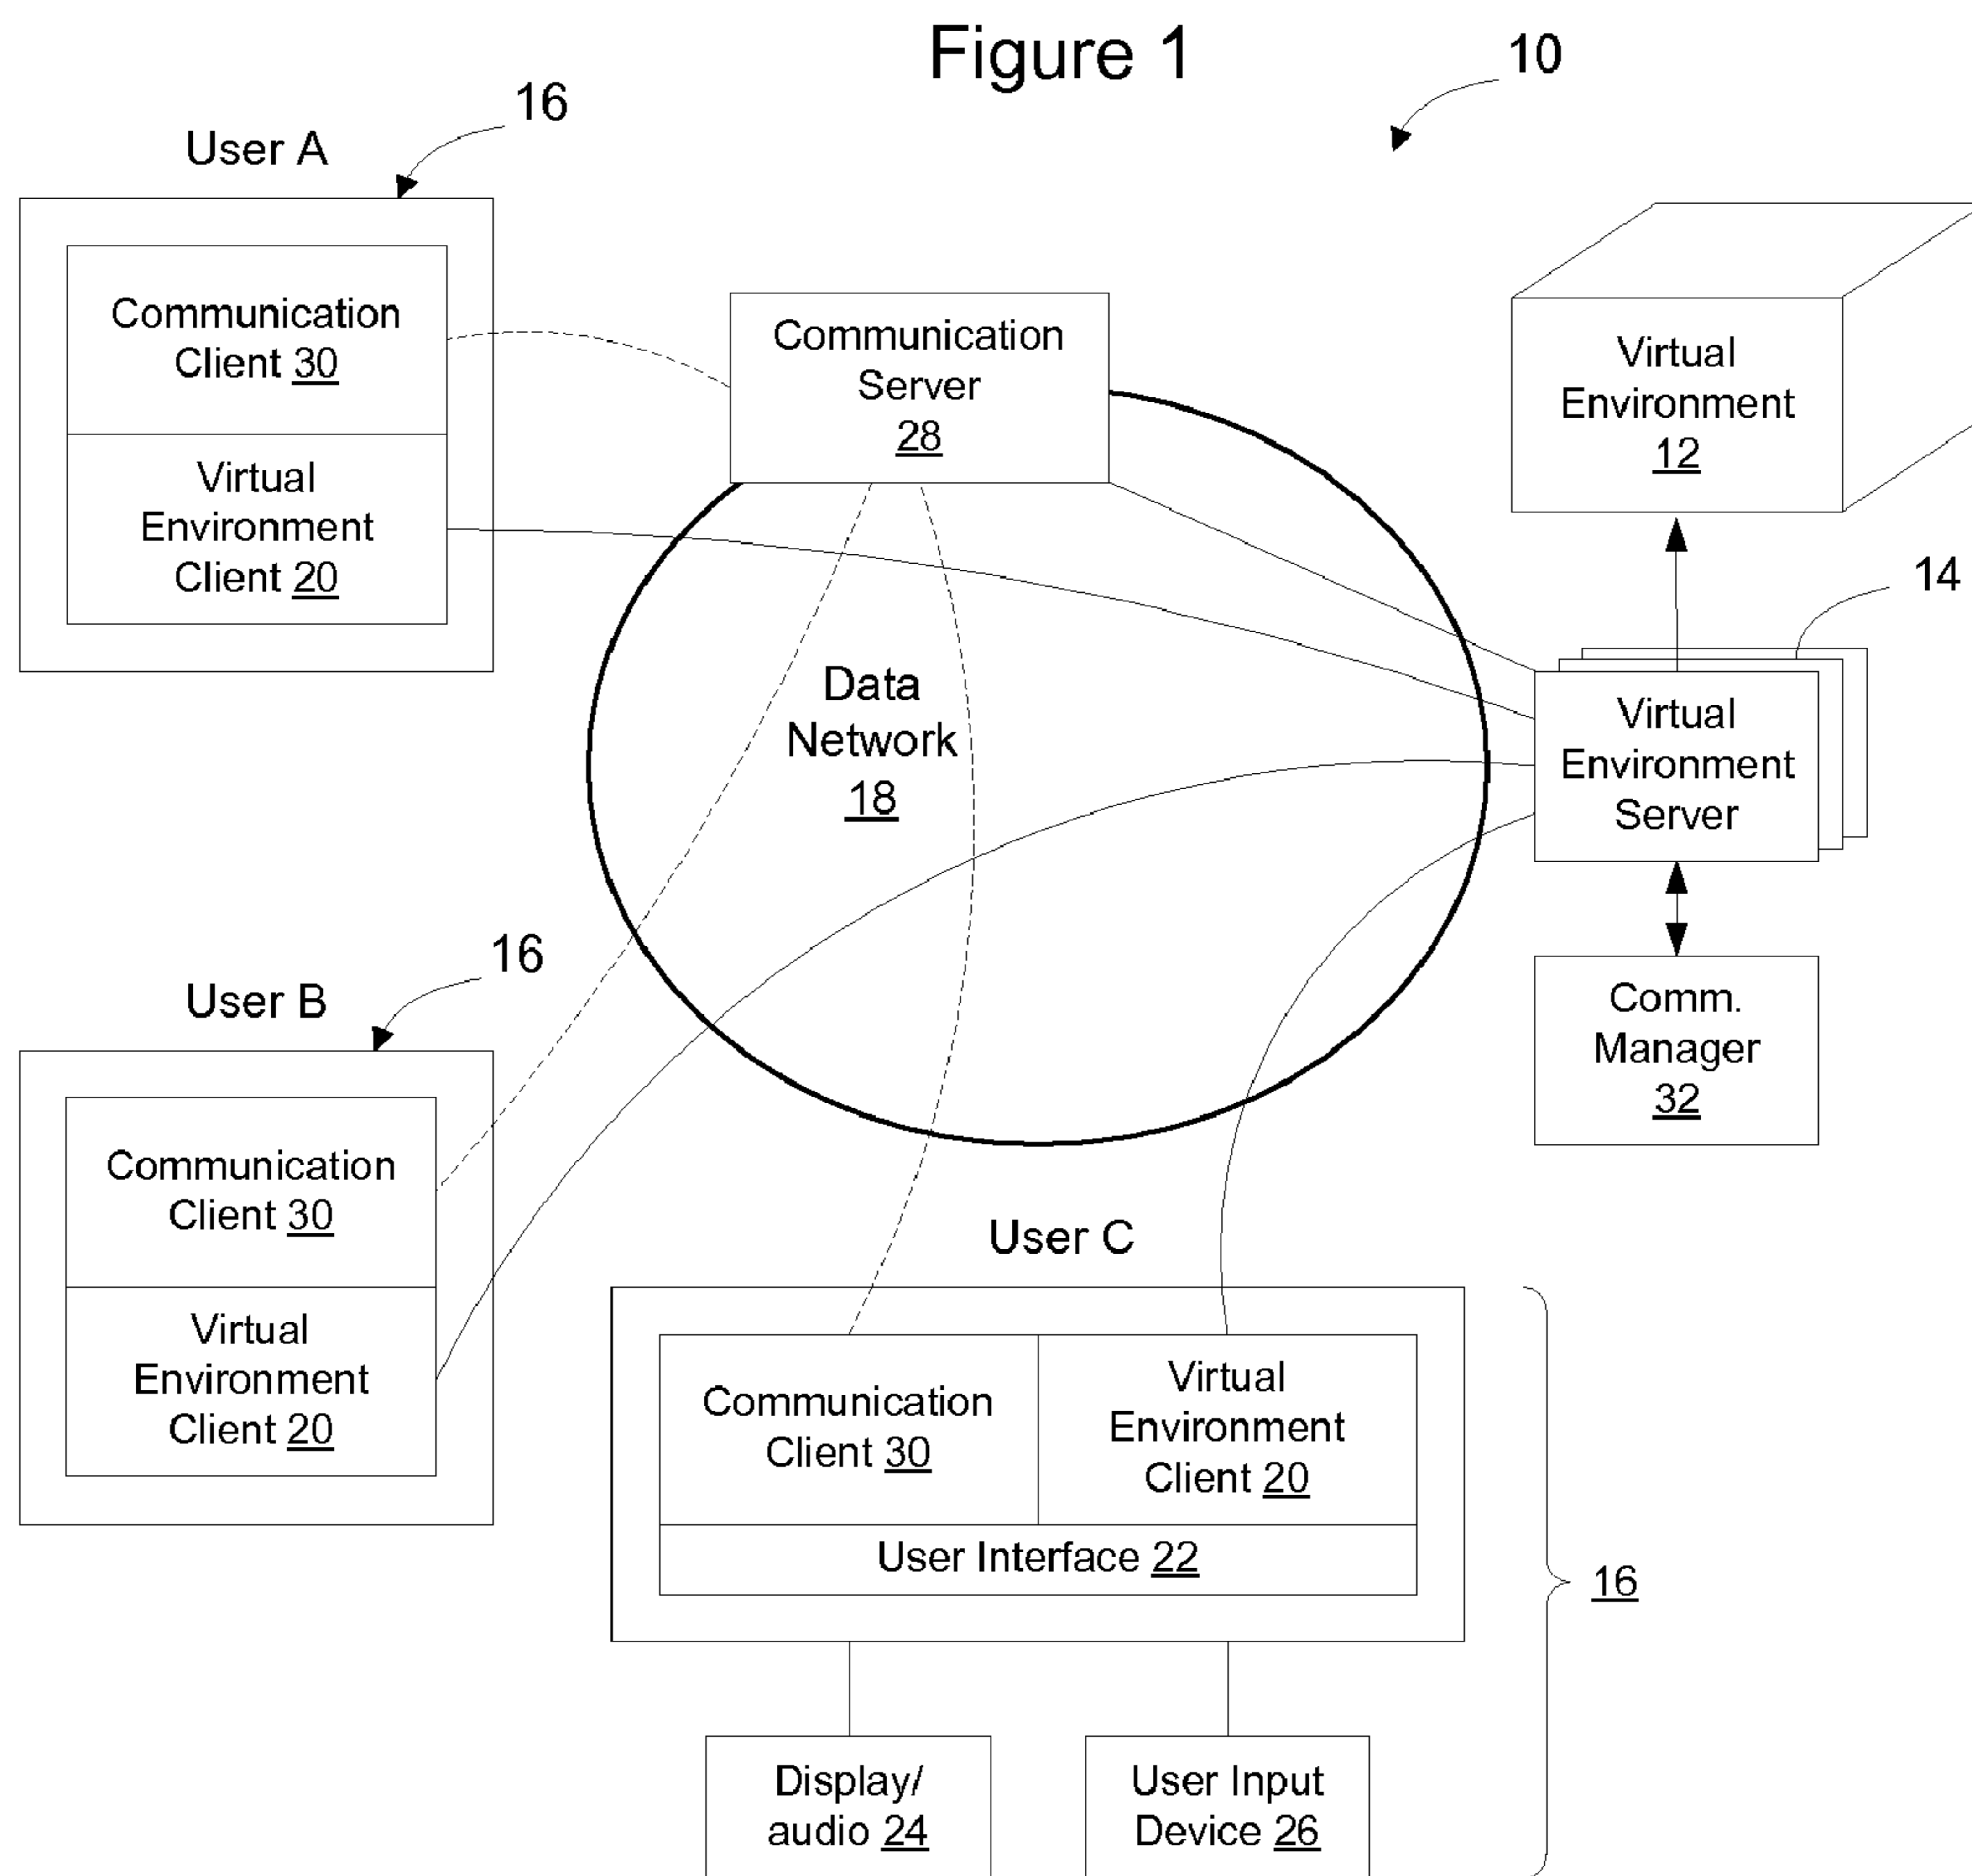 Figure 1
10
16
User A
Communication
Client 30
Virtual
Environment
Client 20
Communication
Server
28
Virtual
Environment
12
14
Data
Network
18
Virtual
Environment
Server
16
User B
Communication
Client 30
Virtual
Environment
Client 20
Comm.
Manager
32
User C
Communication
Client 30
Virtual
Environment
Client 20
User Interface 22
16
Display/
audio 24
User Input
Device 26